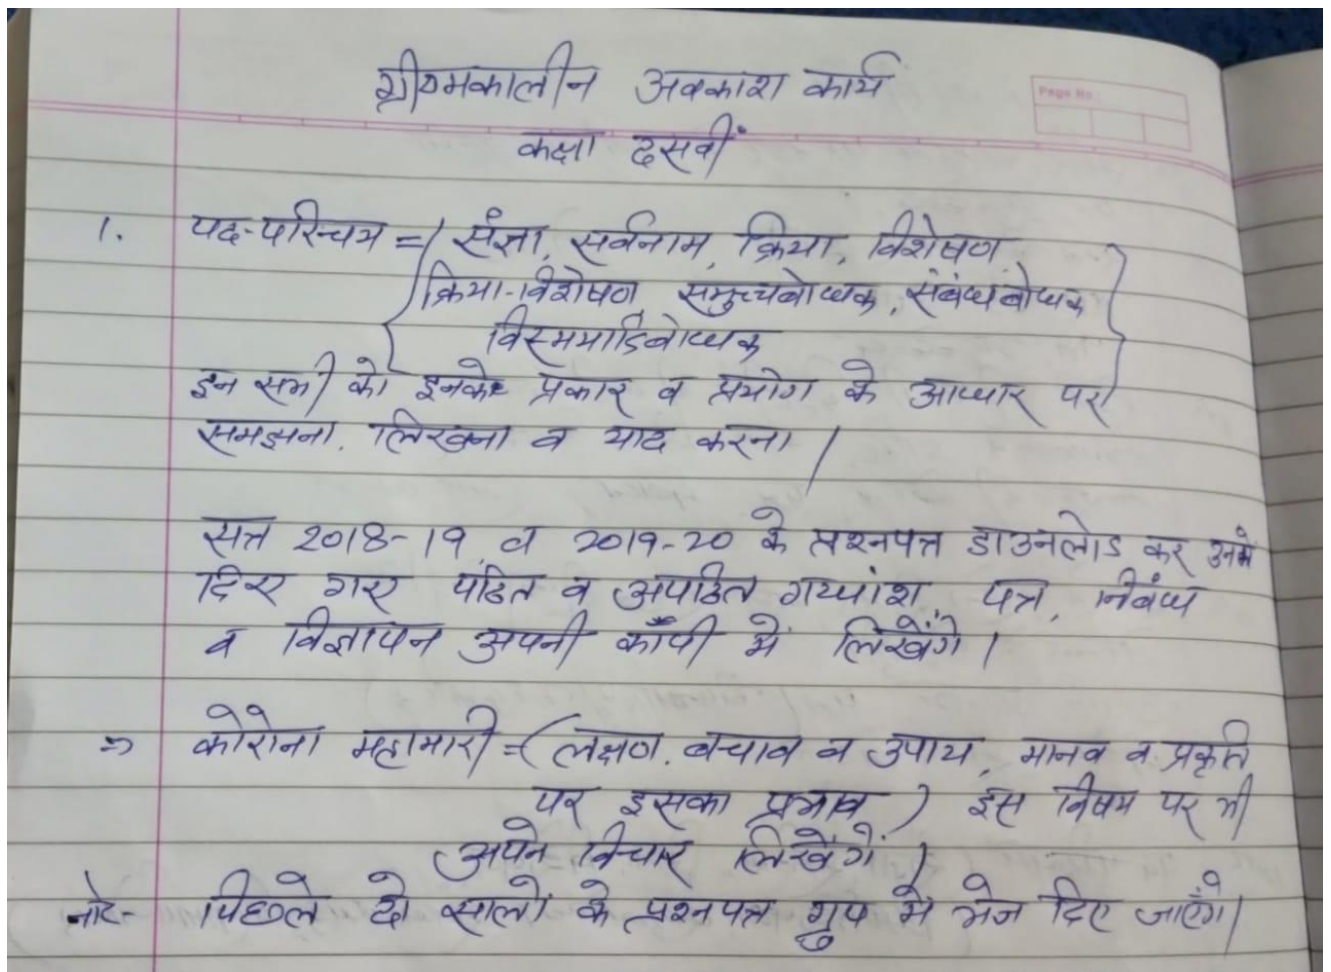 ग्रीष्मकालीन अवकाश कार्य
Page No.
कक्षा दसवीं
1. पद-परिचय = { संज्ञा, सर्वनाम, क्रिया, विशेषण
क्रिया-विशेषण समुच्चबोधक, संबंधबोधक
विस्मयादिबोधक }
इन सभी को इनके प्रकार व प्रयोग के आधार पर
समझना, लिखना व याद करना।
सत्र 2018-19 व 2019-20 के प्रश्नपत्र डाउनलोड कर उनमें
दिए गए पठित व अपठित गद्यांश, पत्र, निबंध
व विज्ञापन अपनी कॉपी में लिखेंगे।
⇒ कोरोना महामारी = (लक्षण, बचाव व उपाय, मानव व प्रकृति
पर इसका प्रभाव) इस विषय पर भी
अपने विचार लिखेंगे।
नोट पिछले दो सालों के प्रश्नपत्र ग्रुप में भेज दिए जाएँगे।